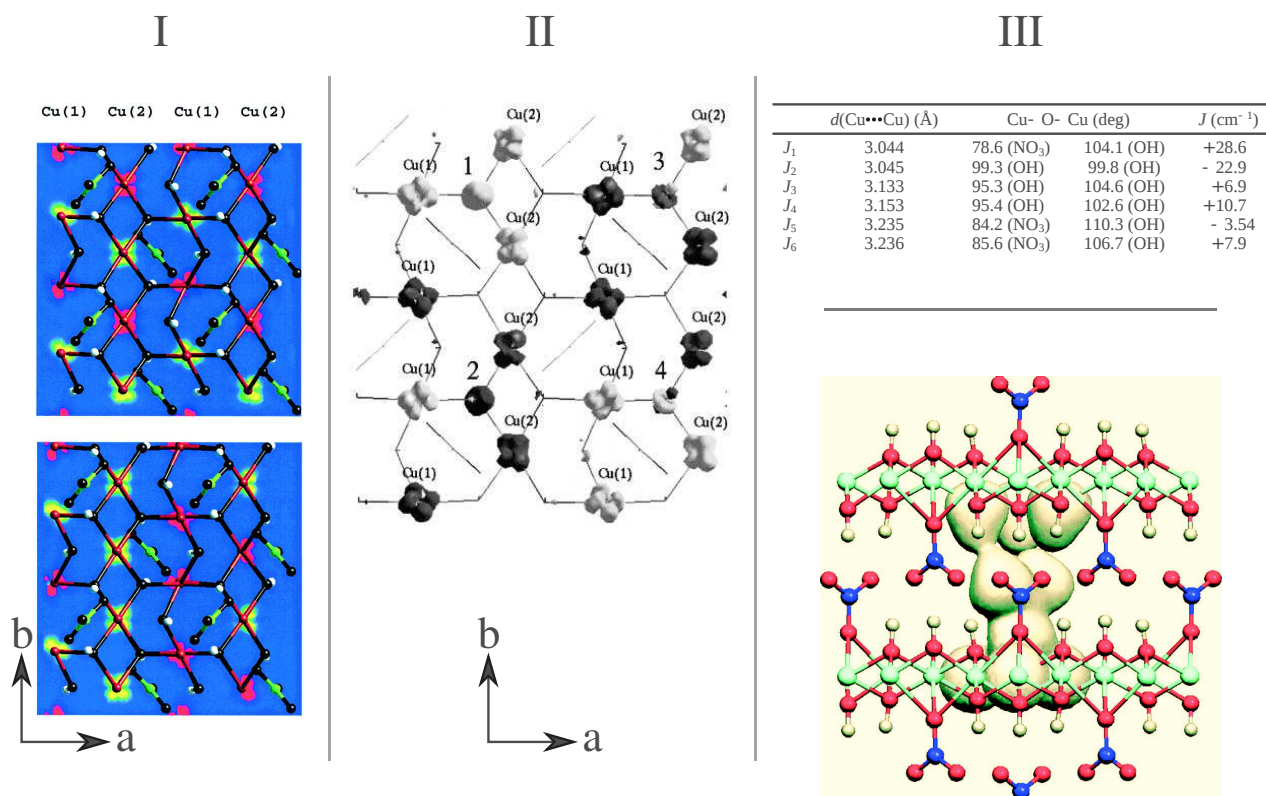 I
II
III
Cu(1) Cu(2) Cu(1) Cu(2)
b
a
Cu(2)
Cu(2)
Cu(1)
1
Cu(1)
3
Cu(2)
Cu(2)
Cu(1)
Cu(1)
Cu(2)
Cu(2)
Cu(1)
2
Cu(1)
4
Cu(2)
Cu(2)
Cu(1)
Cu(1)
b
a
d(Cu•••Cu) (Å) Cu- O- Cu (deg) J (cm- 1)
J1 3.044 78.6 (NO3) 104.1 (OH) +28.6
J2 3.045 99.3 (OH) 99.8 (OH) - 22.9
J3 3.133 95.3 (OH) 104.6 (OH) +6.9
J4 3.153 95.4 (OH) 102.6 (OH) +10.7
J5 3.235 84.2 (NO3) 110.3 (OH) - 3.54
J6 3.236 85.6 (NO3) 106.7 (OH) +7.9